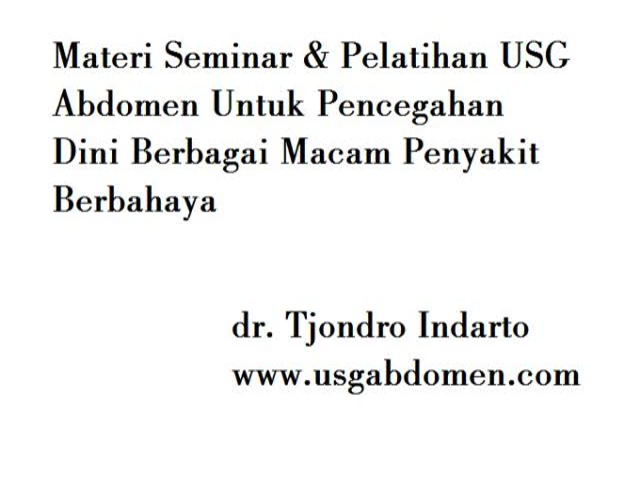 Materi Seminar & Pelatihan USG
Abdomen Untuk Pencegahan
Dini Berbagai Macam Penyakit
Berbahaya
dr. Tjondro Indarto
www.usgabdomen.com